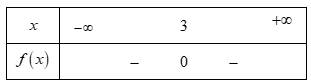 x −∞ 3 +∞
f(x) − 0 −